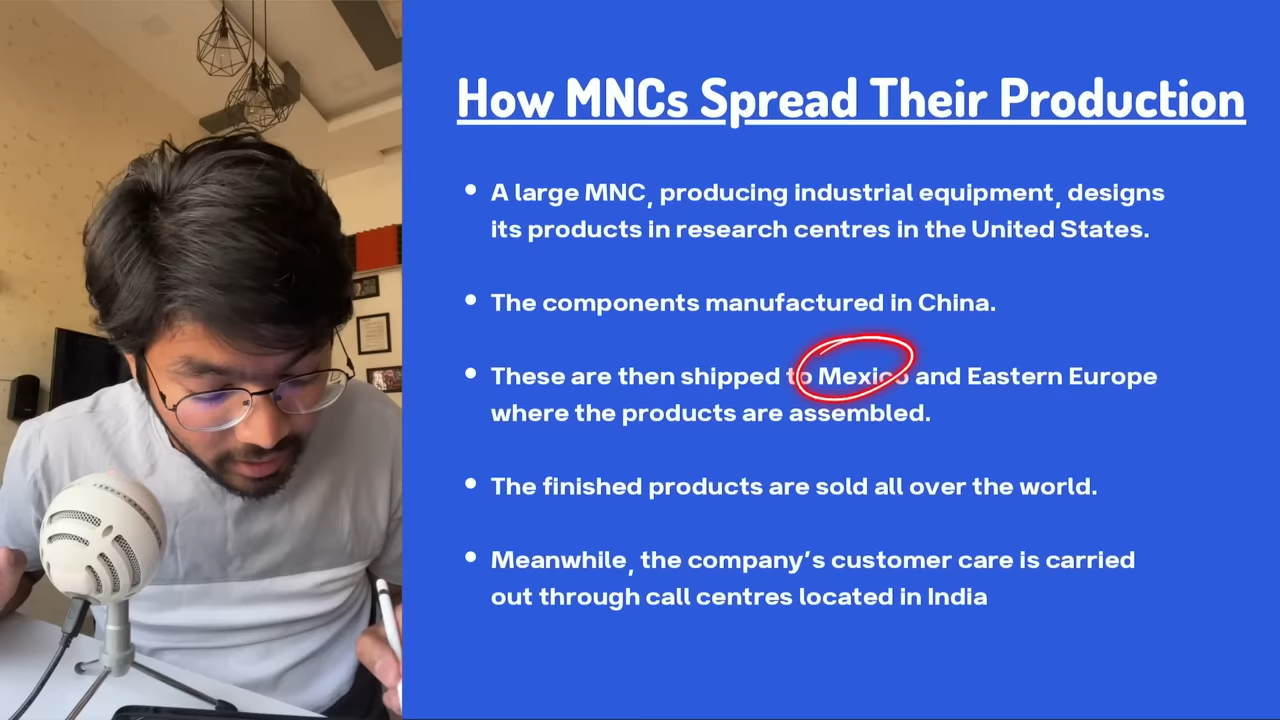 How MNCs Spread Their Production
• A large MNC, producing industrial equipment, designs
its products in research centres in the United States.
• The components manufactured in China.
• These are then shipped to Mexico and Eastern Europe
where the products are assembled.
• The finished products are sold all over the world.
• Meanwhile, the company’s customer care is carried
out through call centres located in India